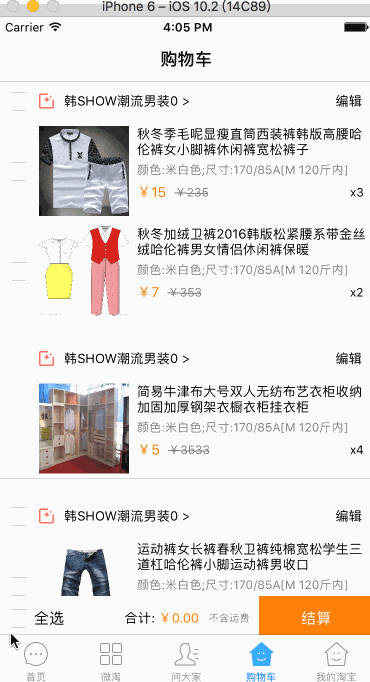 iPhone 6 – iOS 10.2 (14C89)
Carrier 4:05 PM
购物车
韩SHOW潮流男装0 > 编辑
秋冬季毛呢显瘦直筒西装裤韩版高腰哈
伦裤女小脚裤休闲裤宽松裤子
颜色:米白色;尺寸:170/85A[M 120斤内]
￥15 ￥235 x3
秋冬加绒卫裤2016韩版松紧腰系带金丝
绒哈伦裤男女情侣休闲裤保暖
颜色:米白色;尺寸:170/85A[M 120斤内]
￥7 ￥353 x2
韩SHOW潮流男装0 > 编辑
简易牛津布大号双人无纺布艺衣柜收纳
加固加厚钢架衣橱衣柜挂衣柜
颜色:米白色;尺寸:170/85A[M 120斤内]
￥5 ￥3533 x4
韩SHOW潮流男装0 > 编辑
运动裤女长裤春秋卫裤纯棉宽松学生三
道杠哈伦裤小脚运动裤男收口
颜色:米白色;尺寸:170/85A[M 120斤内]
全选 合计: ￥0.00 不含运费 结算
首页 微淘 问大家 购物车 我的淘宝